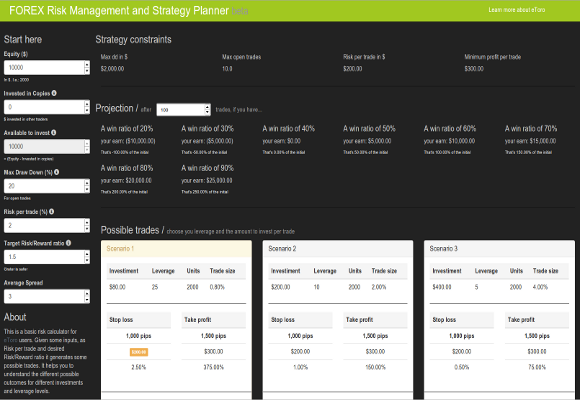 FOREX Risk Management and Strategy Planner
Learn more about eToro
Start here
Equity ($)
10000
In $. I.e.: 2000
Invested in Copies
0
$ Invested in other traders
Available to invest
10000
= (Equity - Invested in copies)
Max Draw Down (%)
20
For open trades
Risk per trade (%)
2
Target Risk/Reward ratio
1.5
Greater is safer
Average Spread
3
About
This is a basic risk calculator for
eToro users. Given some inputs, as
Risk per trade and desired
Risk/Reward ratio it generates some
possible trades. It helps you to
understand the different possible
outcomes for different investments
and leverage levels.
Strategy constraints
Max dd in $ Max open trades Risk per trade in $ Minimum profit per trade
$2,000.00 10.0 $200.00 $300.00
Projection / after 100 trades, if you have...
A win ratio of 20% A win ratio of 30% A win ratio of 40% A win ratio of 50% A win ratio of 60% A win ratio of 70%
your earn: ($10,000.00) your earn: ($5,000.00) your earn: $0.00 your earn: $5,000.00 your earn: $10,000.00 your earn: $15,000.00
That's -100.00% of the initial That's -50.00% of the initial That's 0.00% of the initial That's 50.00% of the initial That's 100.00% of the initial That's 150.00% of the initial
A win ratio of 80% A win ratio of 90%
your earn: $20,000.00 your earn: $25,000.00
That's 200.00% of the initial That's 250.00% of the initial
Possible trades / choose you leverage and the amount to invest per trade
Scenario 1
Investiment Leverage Units Trade size
$80.00 25 2000 0.80%
Stop loss Take profit
1,000 pips 1,500 pips
$300.00
2.50% 375.00%
Scenario 2
Investiment Leverage Units Trade size
$200.00 10 2000 2.00%
Stop loss Take profit
1,000 pips 1,500 pips
$200.00 $300.00
1.00% 150.00%
Scenario 3
Investiment Leverage Units Trade size
$400.00 5 2000 4.00%
Stop loss Take profit
1,000 pips 1,500 pips
$200.00 $300.00
0.50% 75.00%